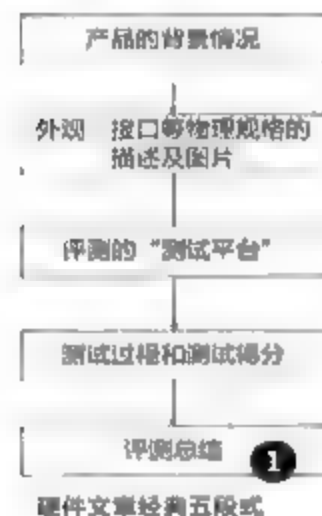 产品的背景情况
外观 接口等物理规格的
描述及图片
评测的“测试平台”
测试过程和测试得分
评测总结
1
硬件文章经典五段式